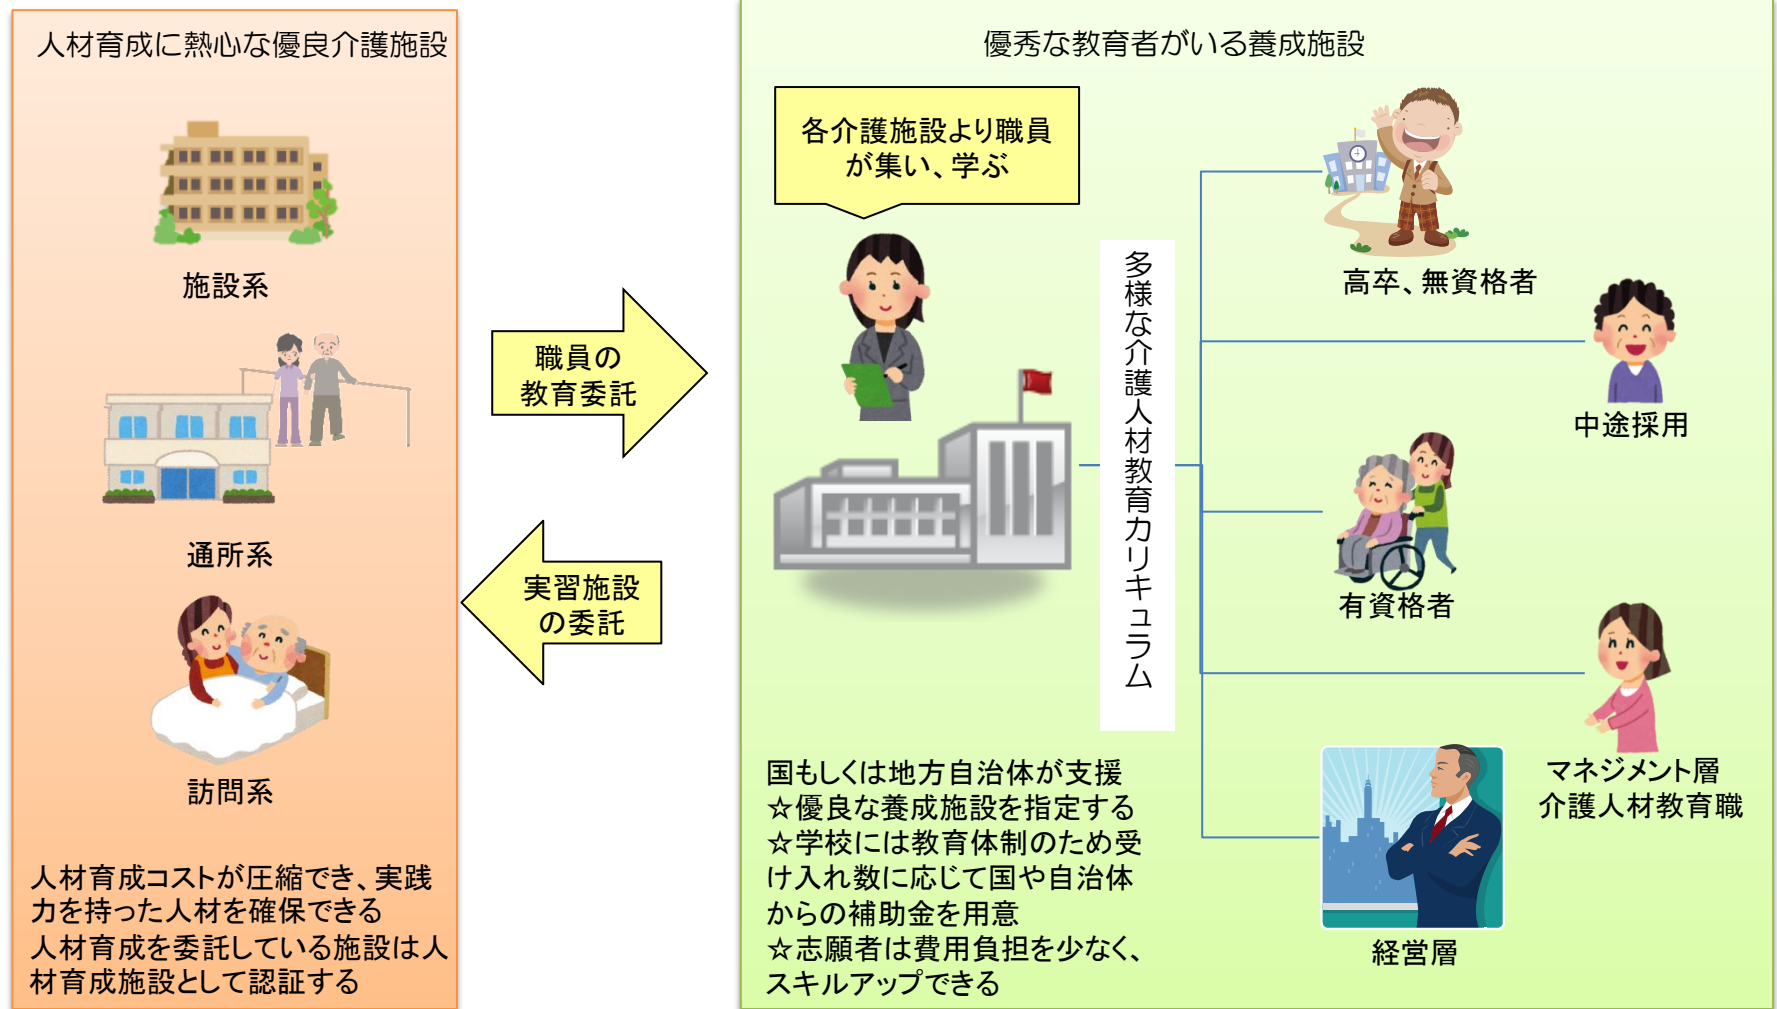 人材育成に熱心な優良介護施設
施設系
通所系
訪問系
人材育成コストが圧縮でき、実践
力を持った人材を確保できる
人材育成を委託している施設は人
材育成施設として認証する
職員の
教育委託
実習施設
の委託
優秀な教育者がいる養成施設
各介護施設より職員
が集い、学ぶ
多様な介護人材教育カリキュラム
高卒、無資格者
中途採用
有資格者
マネジメント層
介護人材教育職
経営層
国もしくは地方自治体が支援
☆優良な養成施設を指定する
☆学校には教育体制のため受
け入れ数に応じて国や自治体
からの補助金を用意
☆志願者は費用負担を少なく、
スキルアップできる